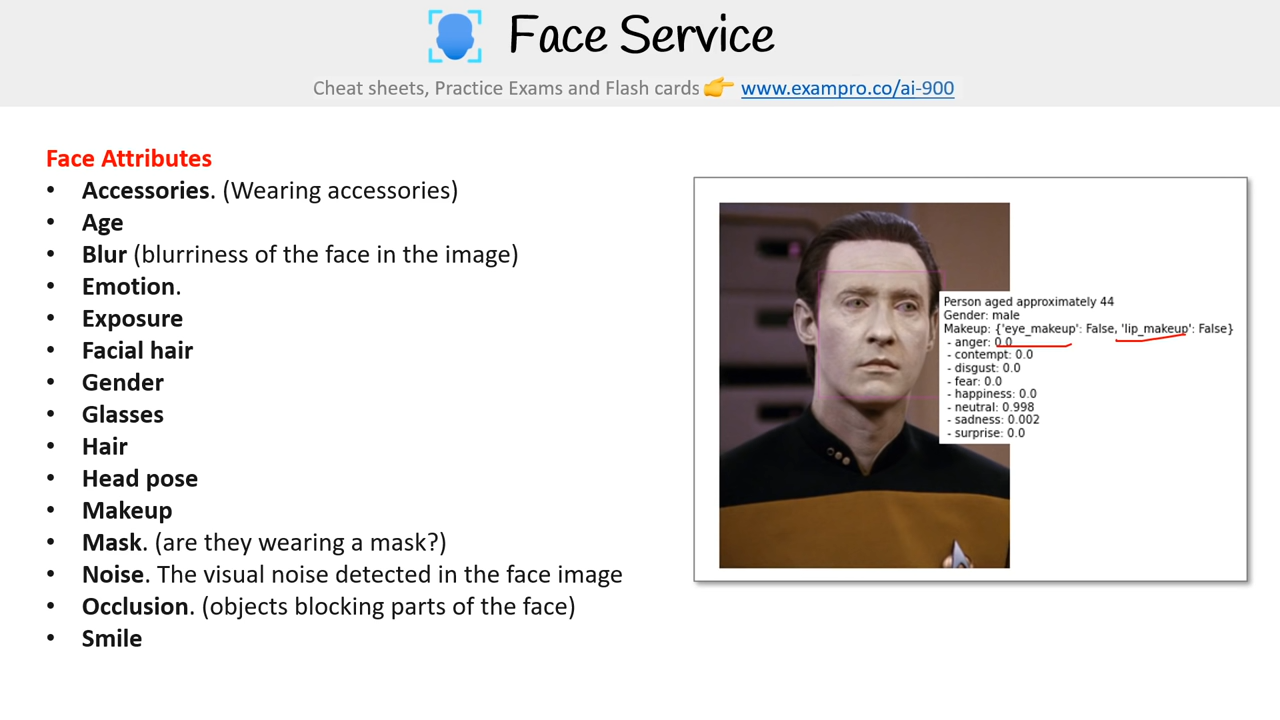 Face Service
Cheat sheets, Practice Exams and Flash cards 👉 www.exampro.co/ai-900
Face Attributes
• Accessories. (Wearing accessories)
• Age
• Blur (blurriness of the face in the image)
• Emotion.
• Exposure
• Facial hair
• Gender
• Glasses
• Hair
• Head pose
• Makeup
• Mask. (are they wearing a mask?)
• Noise. The visual noise detected in the face image
• Occlusion. (objects blocking parts of the face)
• Smile
Person aged approximately 44
Gender: male
Makeup: {'eye_makeup': False, 'lip_makeup': False}
- anger: 0.0
- contempt: 0.0
- disgust: 0.0
- fear: 0.0
- happiness: 0.0
- neutral: 0.998
- sadness: 0.002
- surprise: 0.0